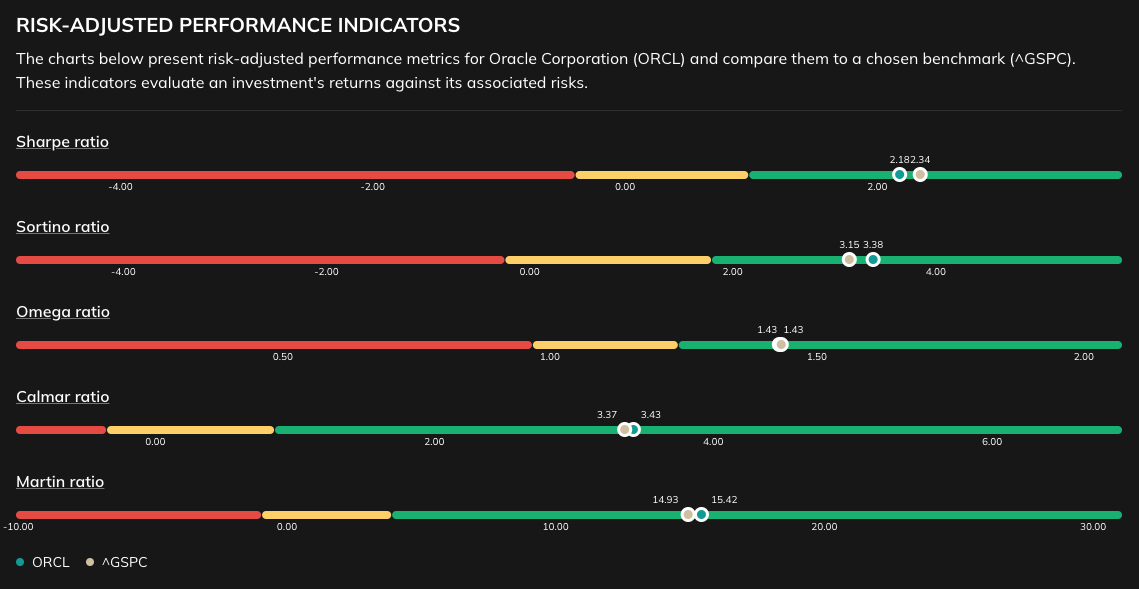 RISK-ADJUSTED PERFORMANCE INDICATORS
The charts below present risk-adjusted performance metrics for Oracle Corporation (ORCL) and compare them to a chosen benchmark (^GSPC).
These indicators evaluate an investment's returns against its associated risks.
Sharpe ratio
2.18 2.34
-4.00 -2.00 0.00 2.00
Sortino ratio
3.15 3.38
-4.00 -2.00 0.00 2.00 4.00
Omega ratio
1.43 1.43
0.50 1.00 1.50 2.00
Calmar ratio
3.37 3.43
0.00 2.00 4.00 6.00
Martin ratio
14.93 15.42
-10.00 0.00 10.00 20.00 30.00
ORCL ^GSPC